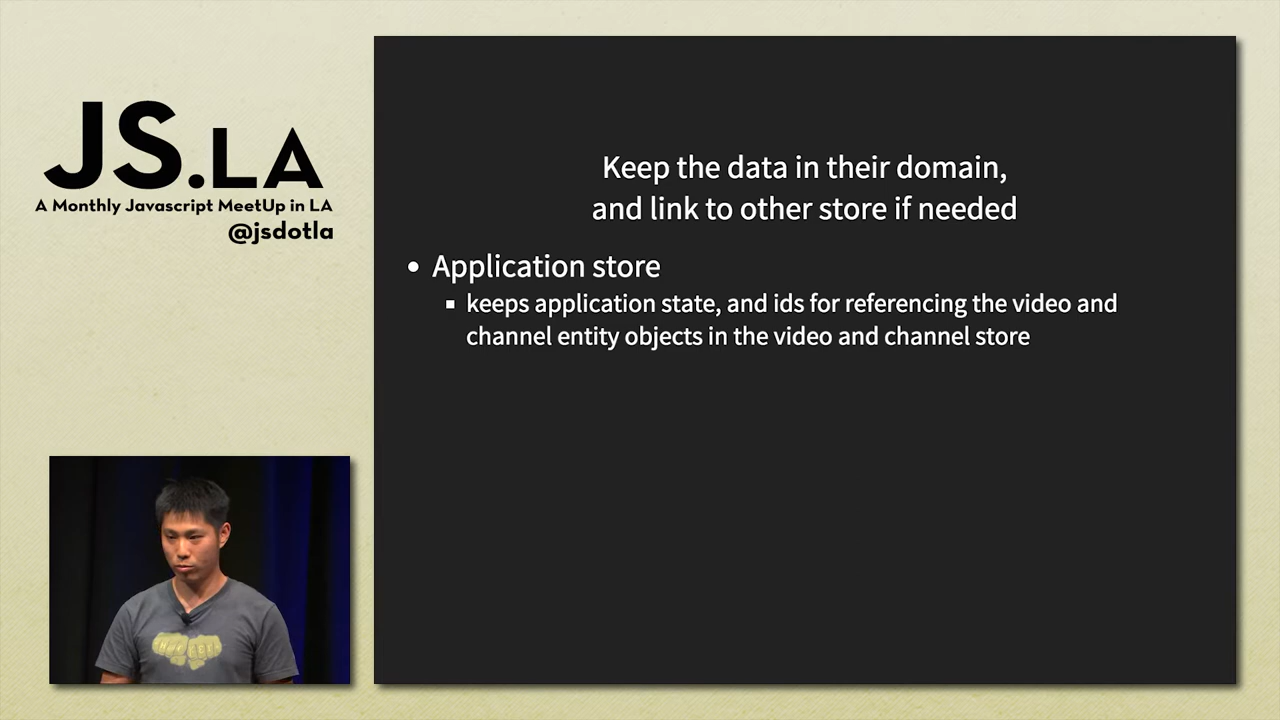 JS.LA
A Monthly Javascript MeetUp in LA
@jsdotla
Keep the data in their domain,
and link to other store if needed
• Application store
▪ keeps application state, and ids for referencing the video and
channel entity objects in the video and channel store